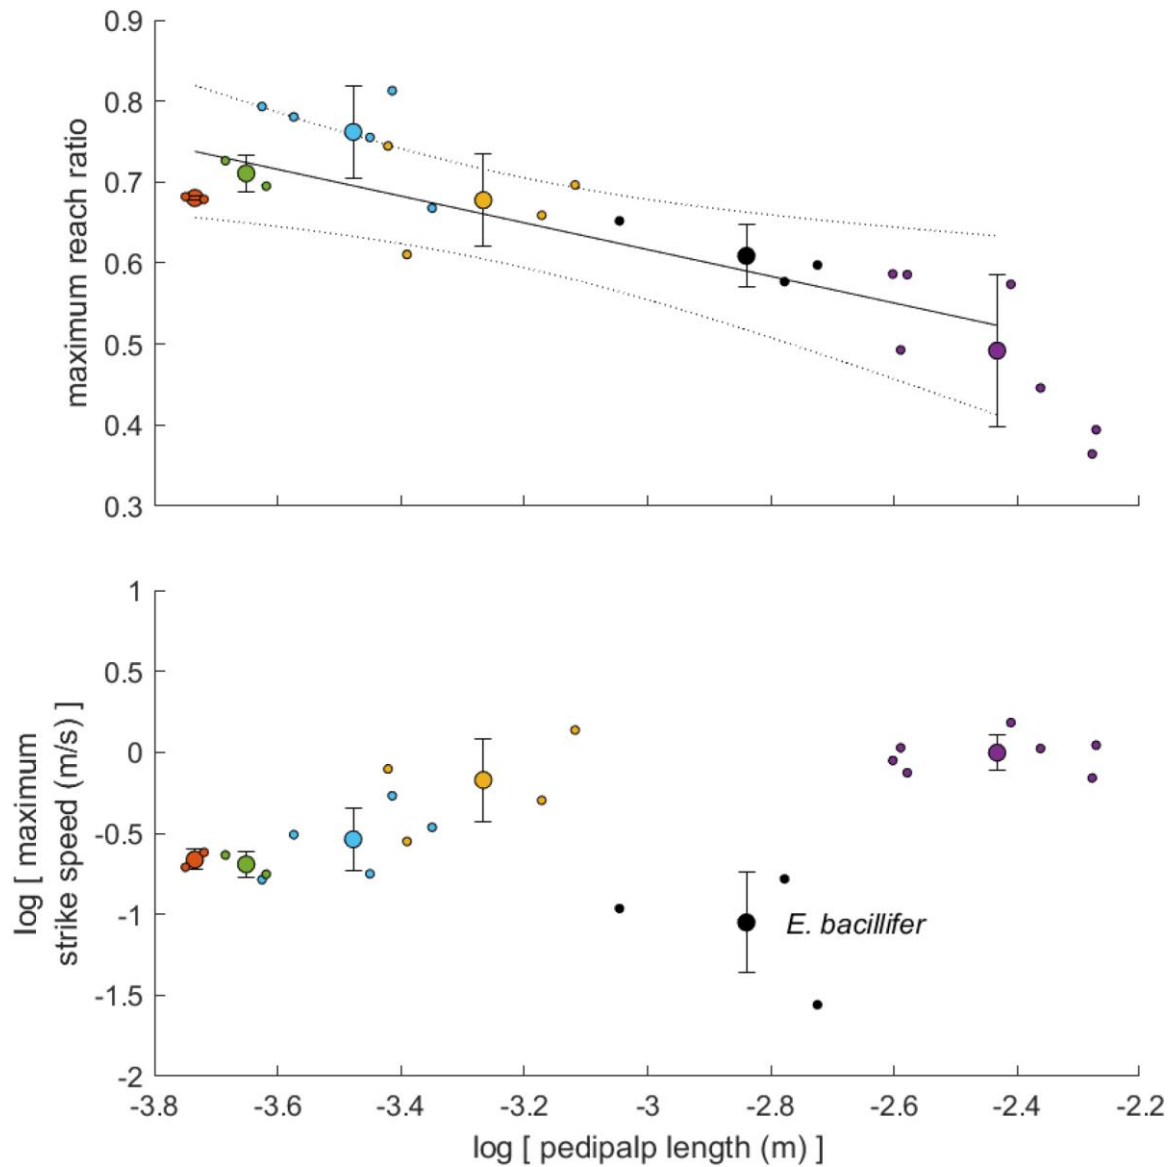 0.9
0.8
0.7
0.6
0.5
0.4
0.3
maximum reach ratio
1
0.5
0
-0.5
-1
-1.5
-2
log [ maximum
strike speed (m/s) ]
E. bacillifer
-3.8 -3.6 -3.4 -3.2 -3 -2.8 -2.6 -2.4 -2.2
log [ pedipalp length (m) ]